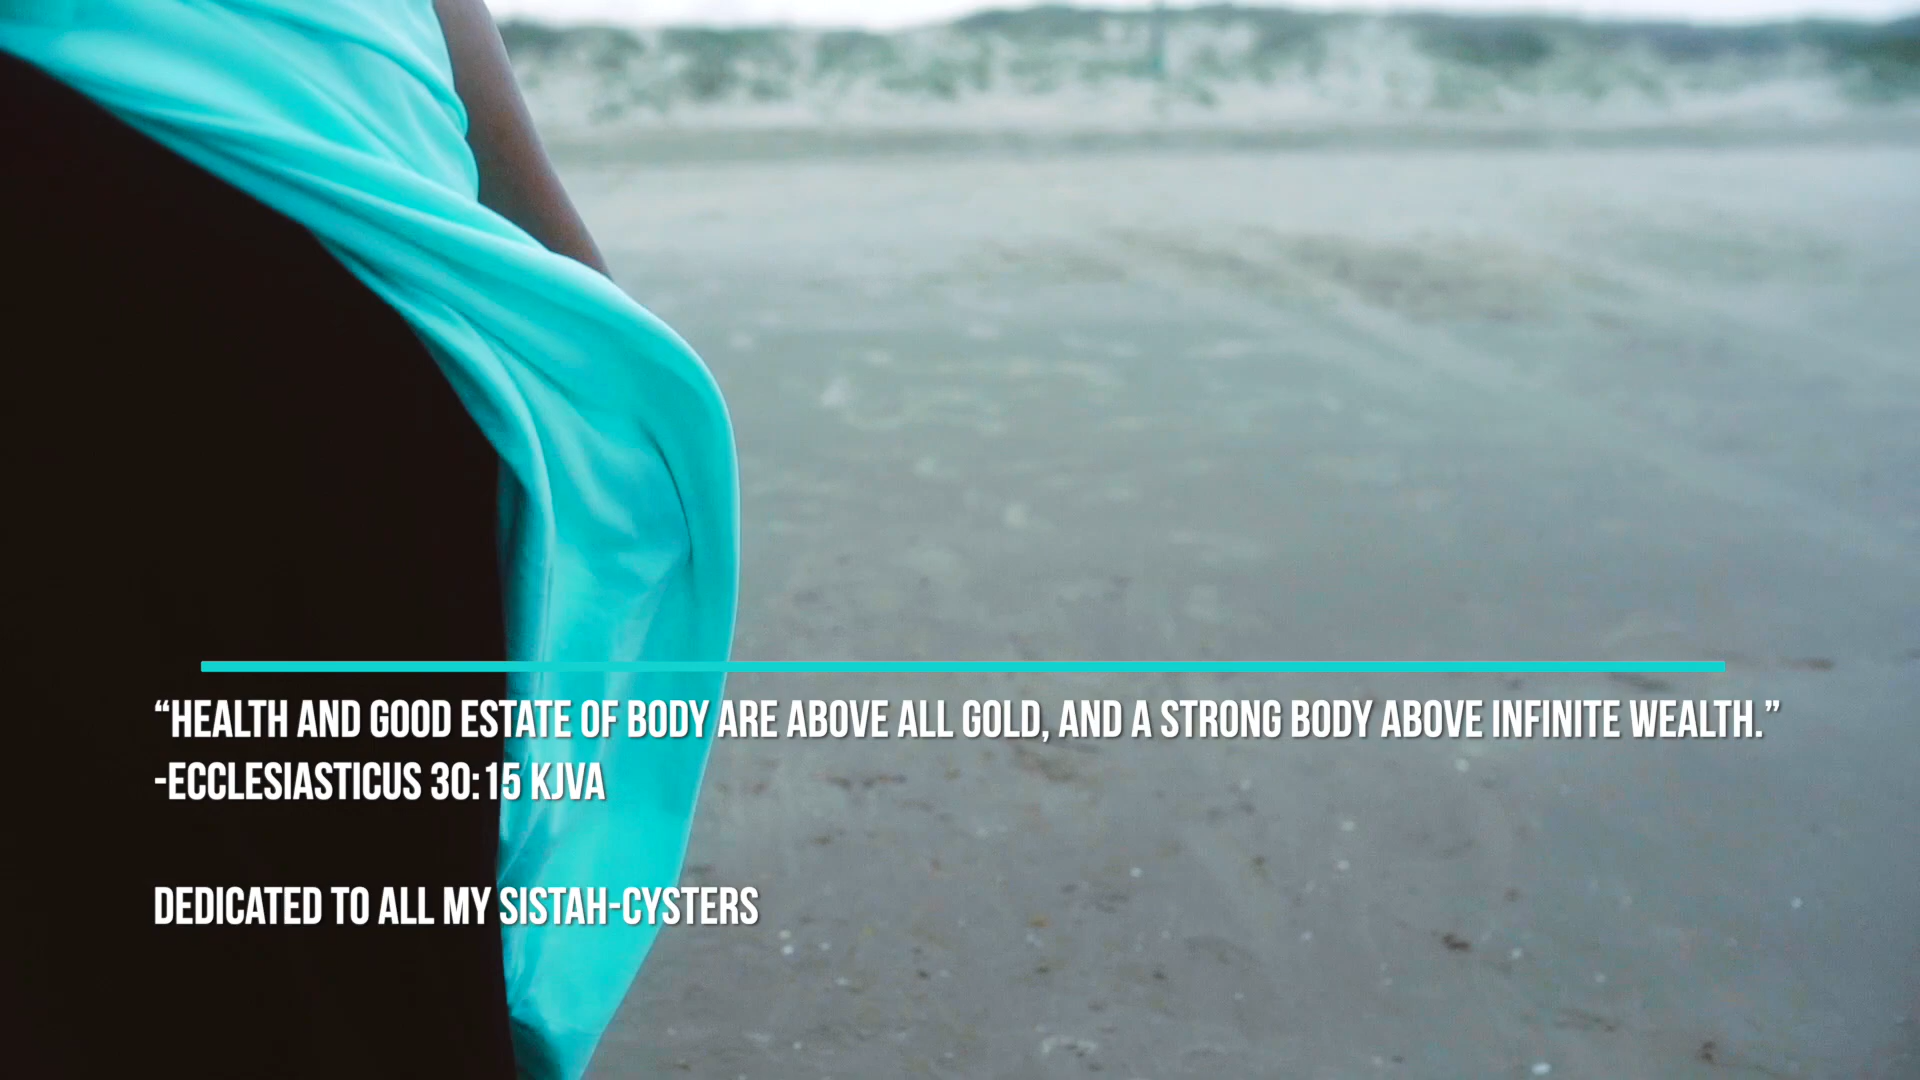 “HEALTH AND GOOD ESTATE OF BODY ARE ABOVE ALL GOLD, AND A STRONG BODY ABOVE INFINITE WEALTH.”
-ECCLESIASTICUS 30:15 KJVA
DEDICATED TO ALL MY SISTAH-CYSTERS